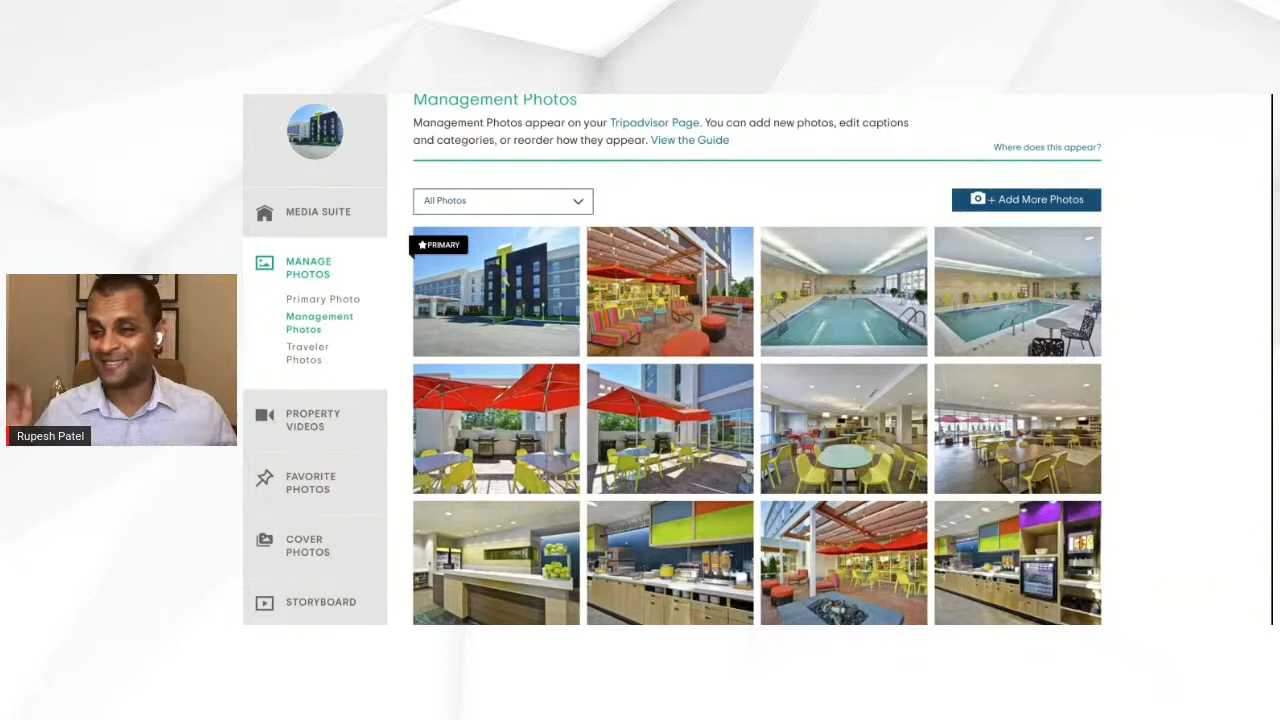 Management Photos
Management Photos appear on your Tripadvisor Page. You can add new photos, edit captions
and categories, or reorder how they appear. View the Guide
Where does this appear?
MEDIA SUITE
All Photos
+ Add More Photos
MANAGE
PHOTOS
Primary Photo
Management
Photos
Traveler
Photos
PRIMARY
PROPERTY
VIDEOS
FAVORITE
PHOTOS
COVER
PHOTOS
STORYBOARD
Rupesh Patel